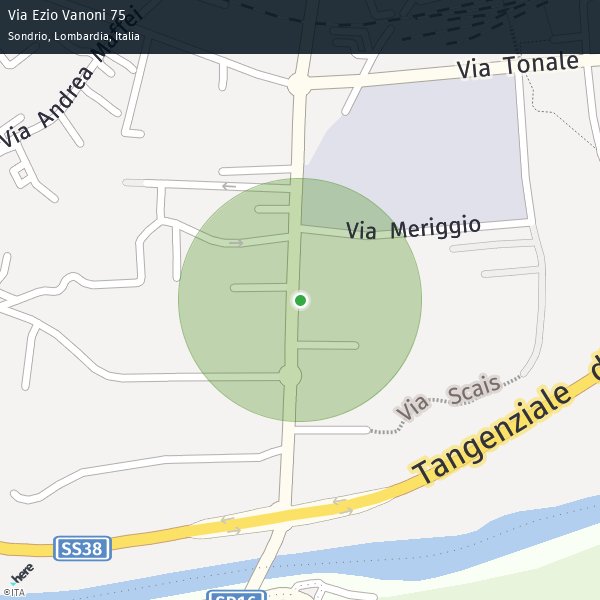 Via Ezio Vanoni 75
Sondrio, Lombardia, Italia
Via Andrea Maffei
Via Tonale
Via Meriggio
Via Scais
Tangenziale d
SS38
SP16
here
©ITA